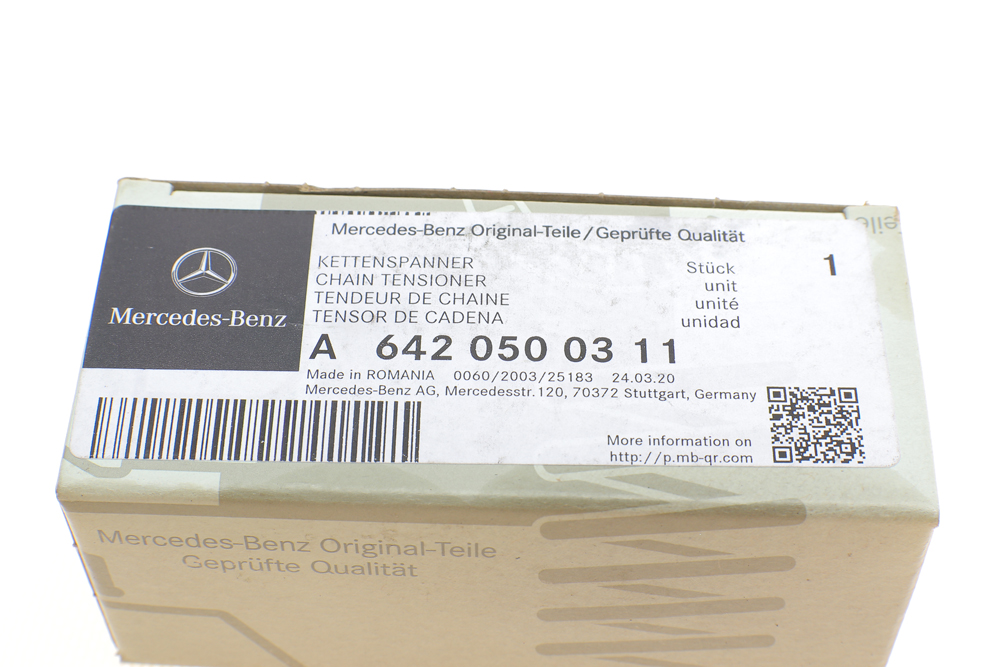 Mercedes-Benz Original-Teile / Geprüfte Qualität
KETTENSPANNER
CHAIN TENSIONER
TENDEUR DE CHAINE
TENSOR DE CADENA
Stück 1
unit
unité
unidad
Mercedes-Benz
A 642 050 03 11
Made in ROMANIA 0060/2003/25183 24.03.20
Mercedes-Benz AG, Mercedesstr.120, 70372 Stuttgart, Germany
More information on
http://p.mb-qr.com
Mercedes-Benz Original-Teile
Geprüfte Qualität